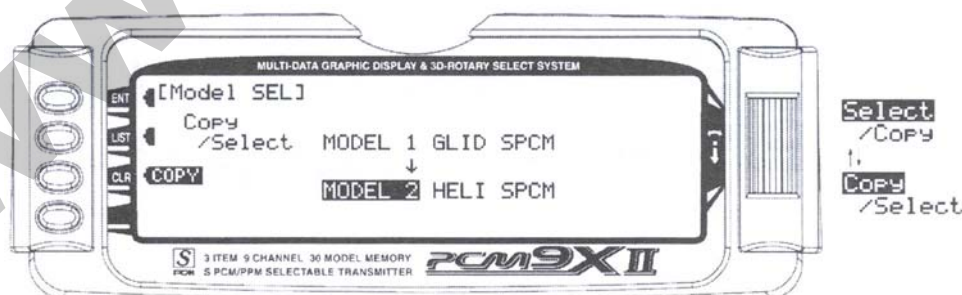 MULTI-DATA GRAPHIC DISPLAY & 3D-ROTARY SELECT SYSTEM
ENT
[Model SEL]
LIST
Copy
/Select
MODEL 1 GLID SPCM
↓
CLR
COPY
MODEL 2 HELI SPCM
Select
/Copy
Copy
/Select
S
PCM
3 ITEM 9 CHANNEL 30 MODEL MEMORY
S PCM/PPM SELECTABLE TRANSMITTER
PCM9XII